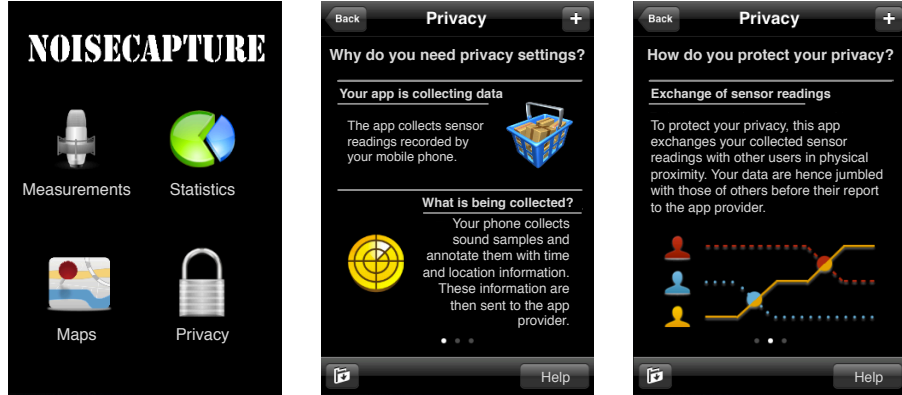 NOISECAPTURE
Measurements
Statistics
Maps
Privacy
Back
Privacy
+
Why do you need privacy settings?
Your app is collecting data
The app collects sensor
readings recorded by
your mobile phone.
What is being collected?
Your phone collects
sound samples and
annotate them with time
and location information.
These information are
then sent to the app
provider.
Help
Back
Privacy
+
How do you protect your privacy?
Exchange of sensor readings
To protect your privacy, this app
exchanges your collected sensor
readings with other users in physical
proximity. Your data are hence jumbled
with those of others before their report
to the app provider.
Help